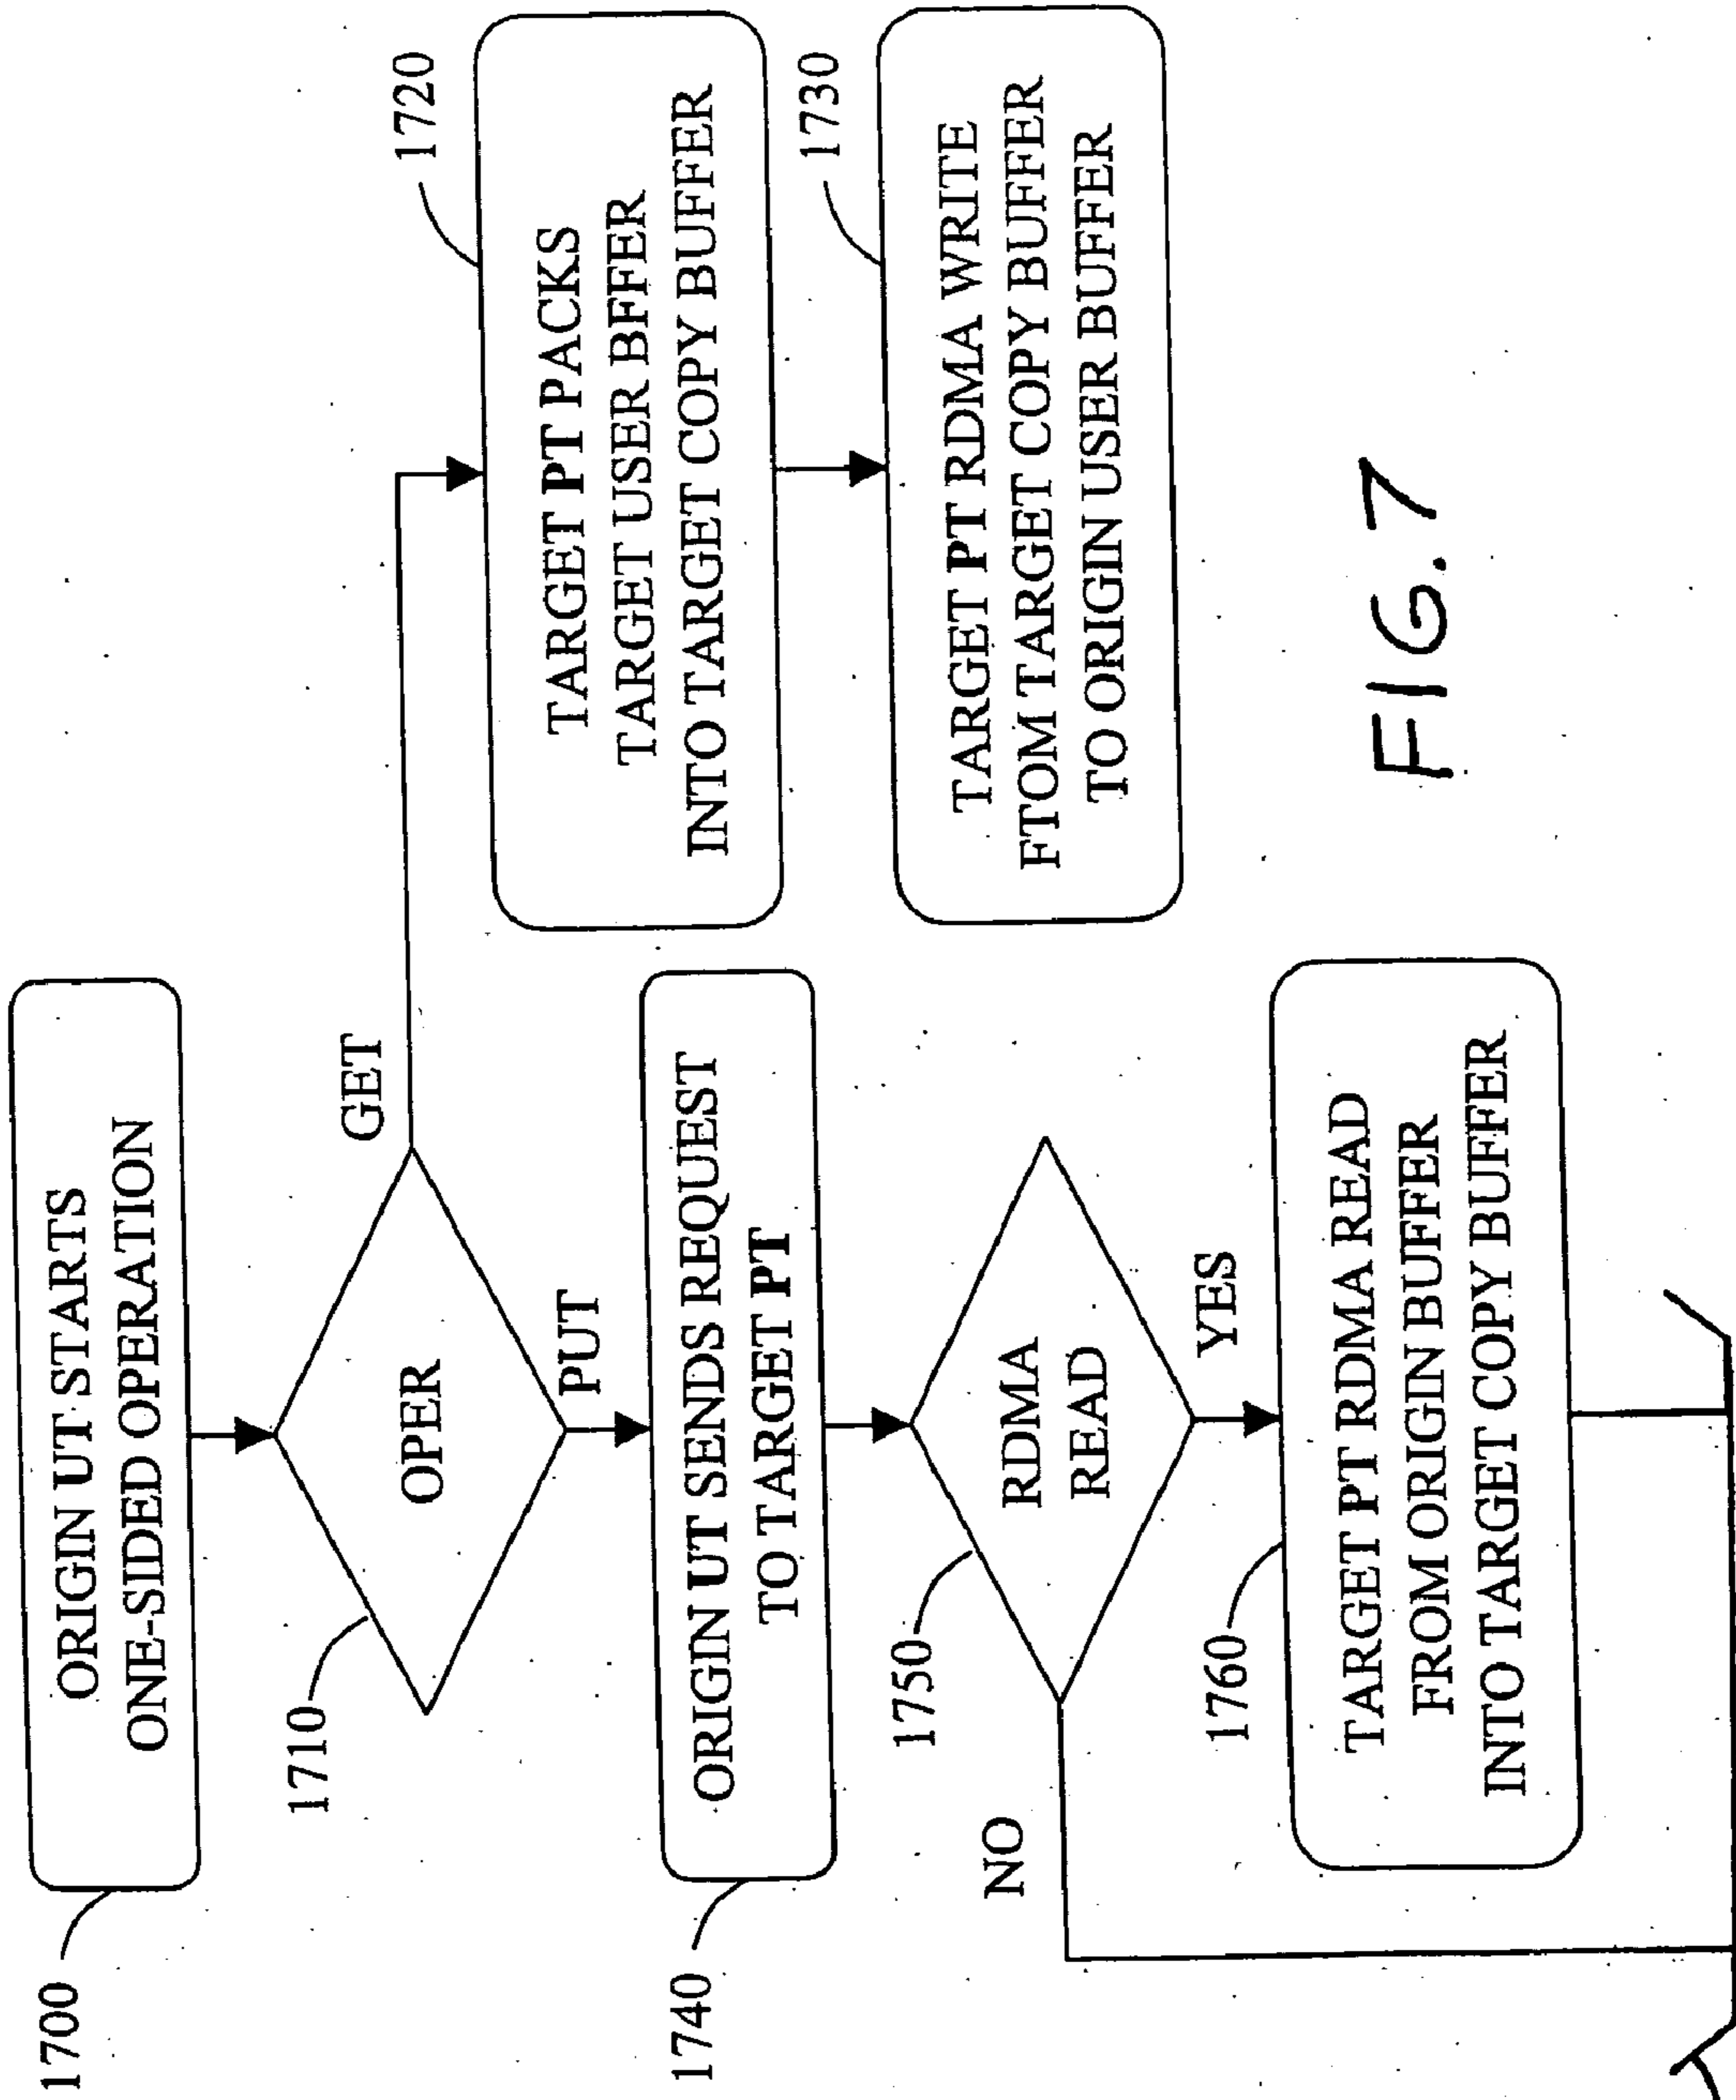 1700
ORIGIN UT STARTS
ONE-SIDED OPERATION
1710
OPER
GET
PUT
1720
TARGET PT PACKS
TARGET USER BFFER
INTO TARGET COPY BUFFER
1730
TARGET PT RDMA WRITE
FTOM TARGET COPY BUFFER
TO ORIGIN USER BUFFER
1740
ORIGIN UT SENDS REQUEST
TO TARGET PT
1750
RDMA
READ
NO
YES
1760
TARGET PT RDMA READ
FROM ORIGIN BUFFER
INTO TARGET COPY BUFFER
FIG. 7